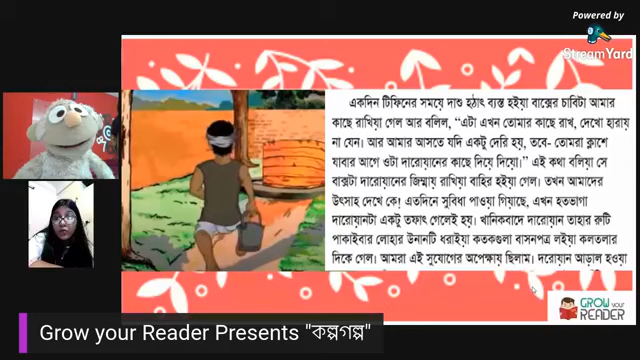 Powered by
StreamYard
একদিন টিফিনের সময়ে দাশু হঠাৎ ব্যস্ত হইয়া বাক্সের চাবিটা আমার
কাছে রাখিয়া গেল আর বলিল, “এটা এখন তোমার কাছে রাখ, দেখো হারায়
না যেন। আর আমার আসতে যদি একটু দেরি হয়, তবে- তোমরা ক্লাশে
যাবার আগে ওটা দারোয়ানের কাছে দিয়ে দিয়ো।” এই কথা বলিয়া সে
বাক্সটা দারোয়ানের জিম্মায় রাখিয়া বাহির হইয়া গেল। তখন আমাদের
উৎসাহ দেখে কে! এতদিনে সুবিধা পাওয়া গিয়াছে, এখন হতভাগা
দারোয়ানটা একটু তফাৎ গেলেই হয়। খানিকবাদে দারোয়ান তাহার রুটি
পাকাইবার লোহার উনানটি ধরাইয়া কতকগুলা বাসনপত্র লইয়া কলতলার
দিকে গেল। আমরা এই সুযোগের অপেক্ষায় ছিলাম। দরোয়ান আড়াল হওয়া
GROW your
READER
Grow your Reader Presents "কল্পগল্প"